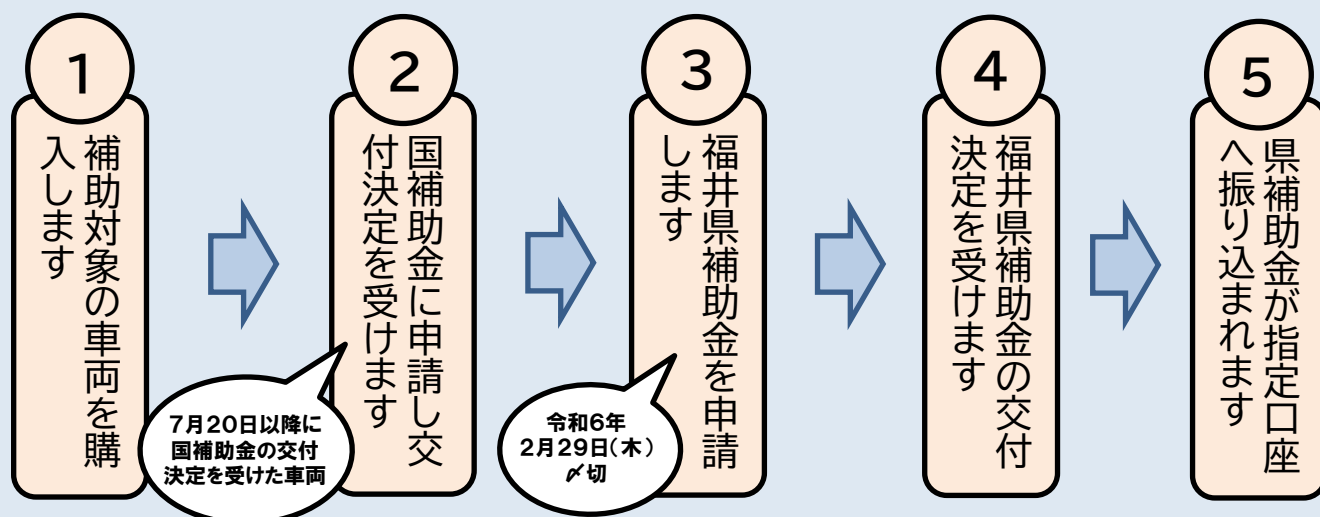 1
補助対象の車両を購
入します
2
国補助金に申請し交
付決定を受けます
7月20日以降に
国補助金の交付
決定を受けた車両
3
福井県補助金を申請
します
令和6年
2月29日(木)
〆切
4
福井県補助金の交付
決定を受けます
5
県補助金が指定口座
へ振り込まれます